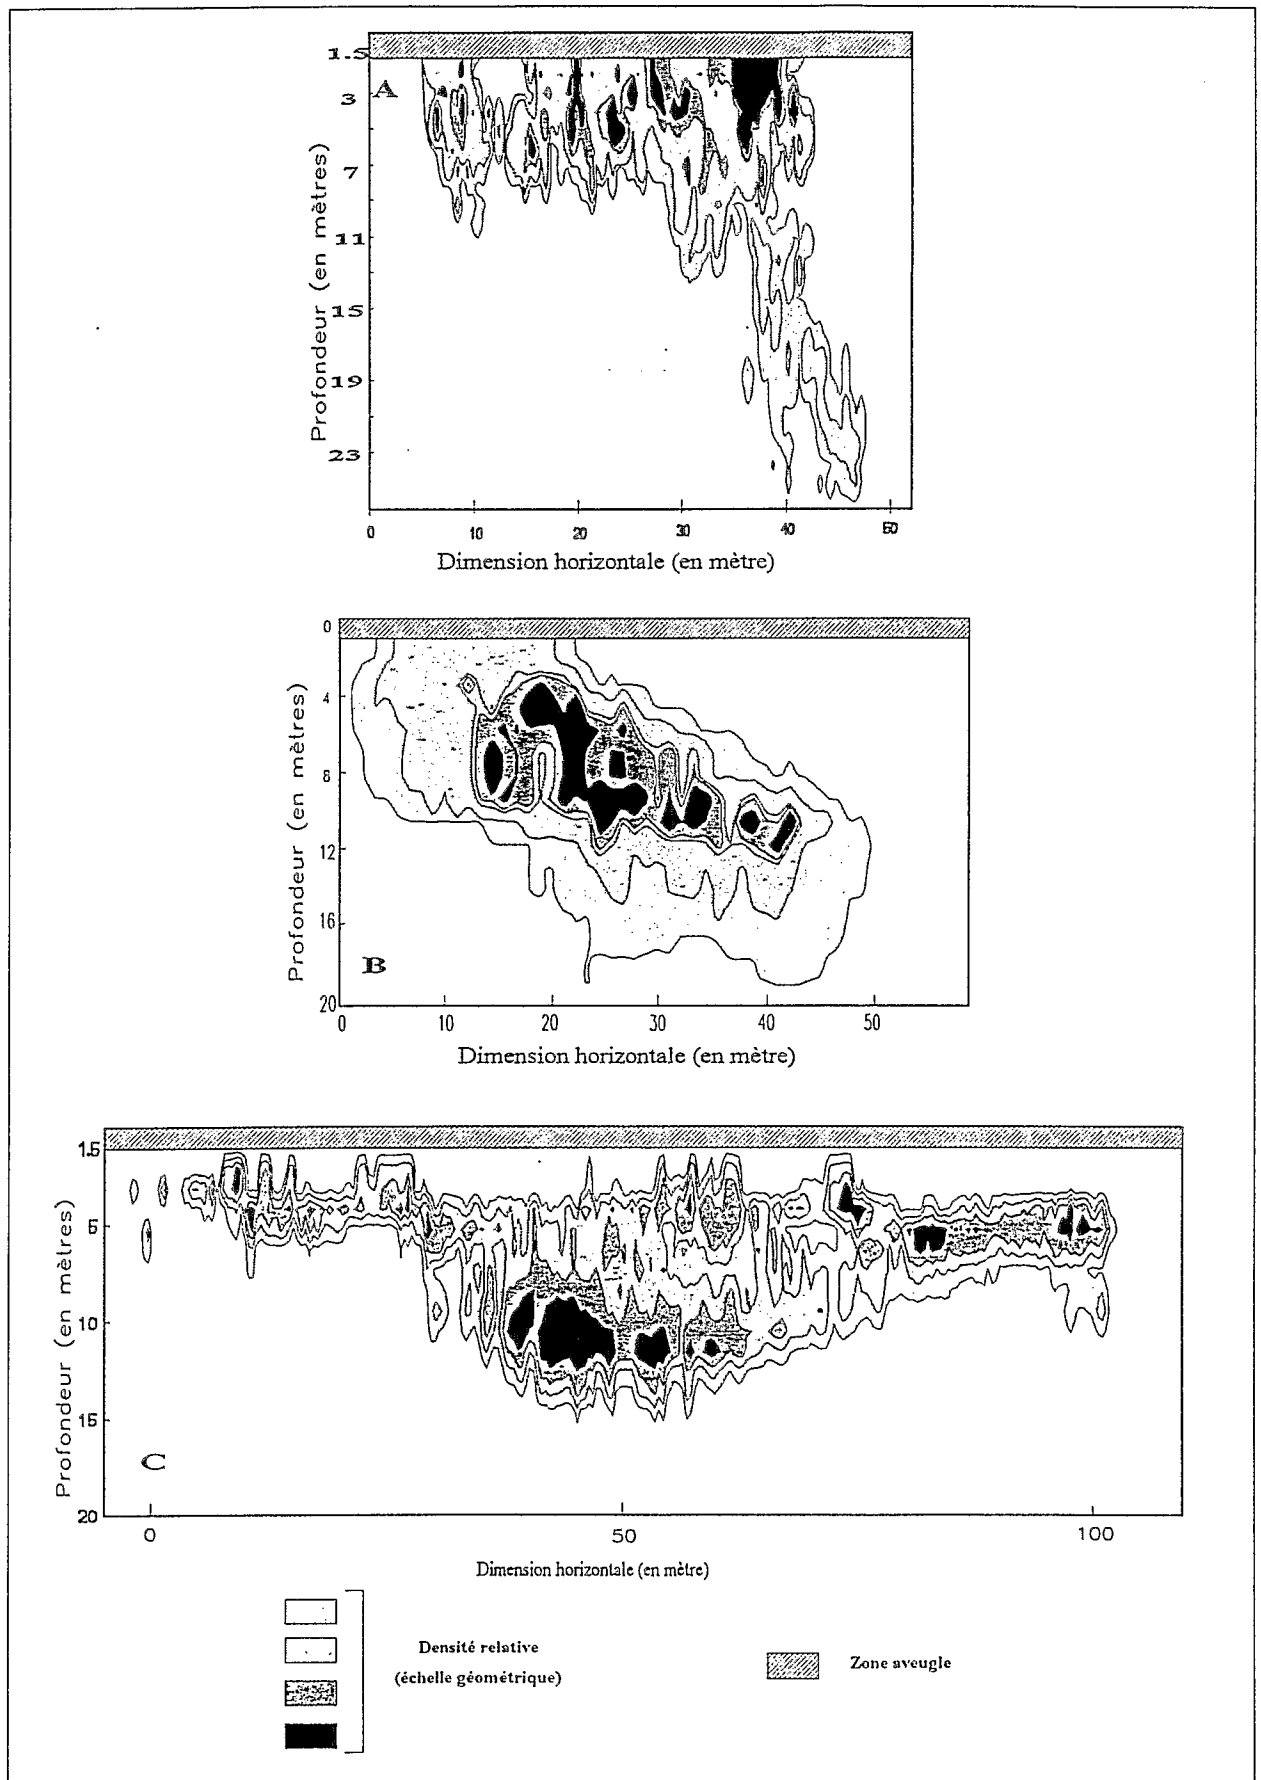 1.5
A
3
7
11
15
19
23
Profondeur (en mètres)
0 10 20 30 40 50
Dimension horizontale (en mètre)
0
4
8
12
16
20
Profondeur (en mètres)
B
0 10 20 30 40 50
Dimension horizontale (en mètre)
1.5
5
10
15
20
Profondeur (en mètres)
C
0 50 100
Dimension horizontale (en mètre)
Densité relative
(échelle géométrique)
Zone aveugle